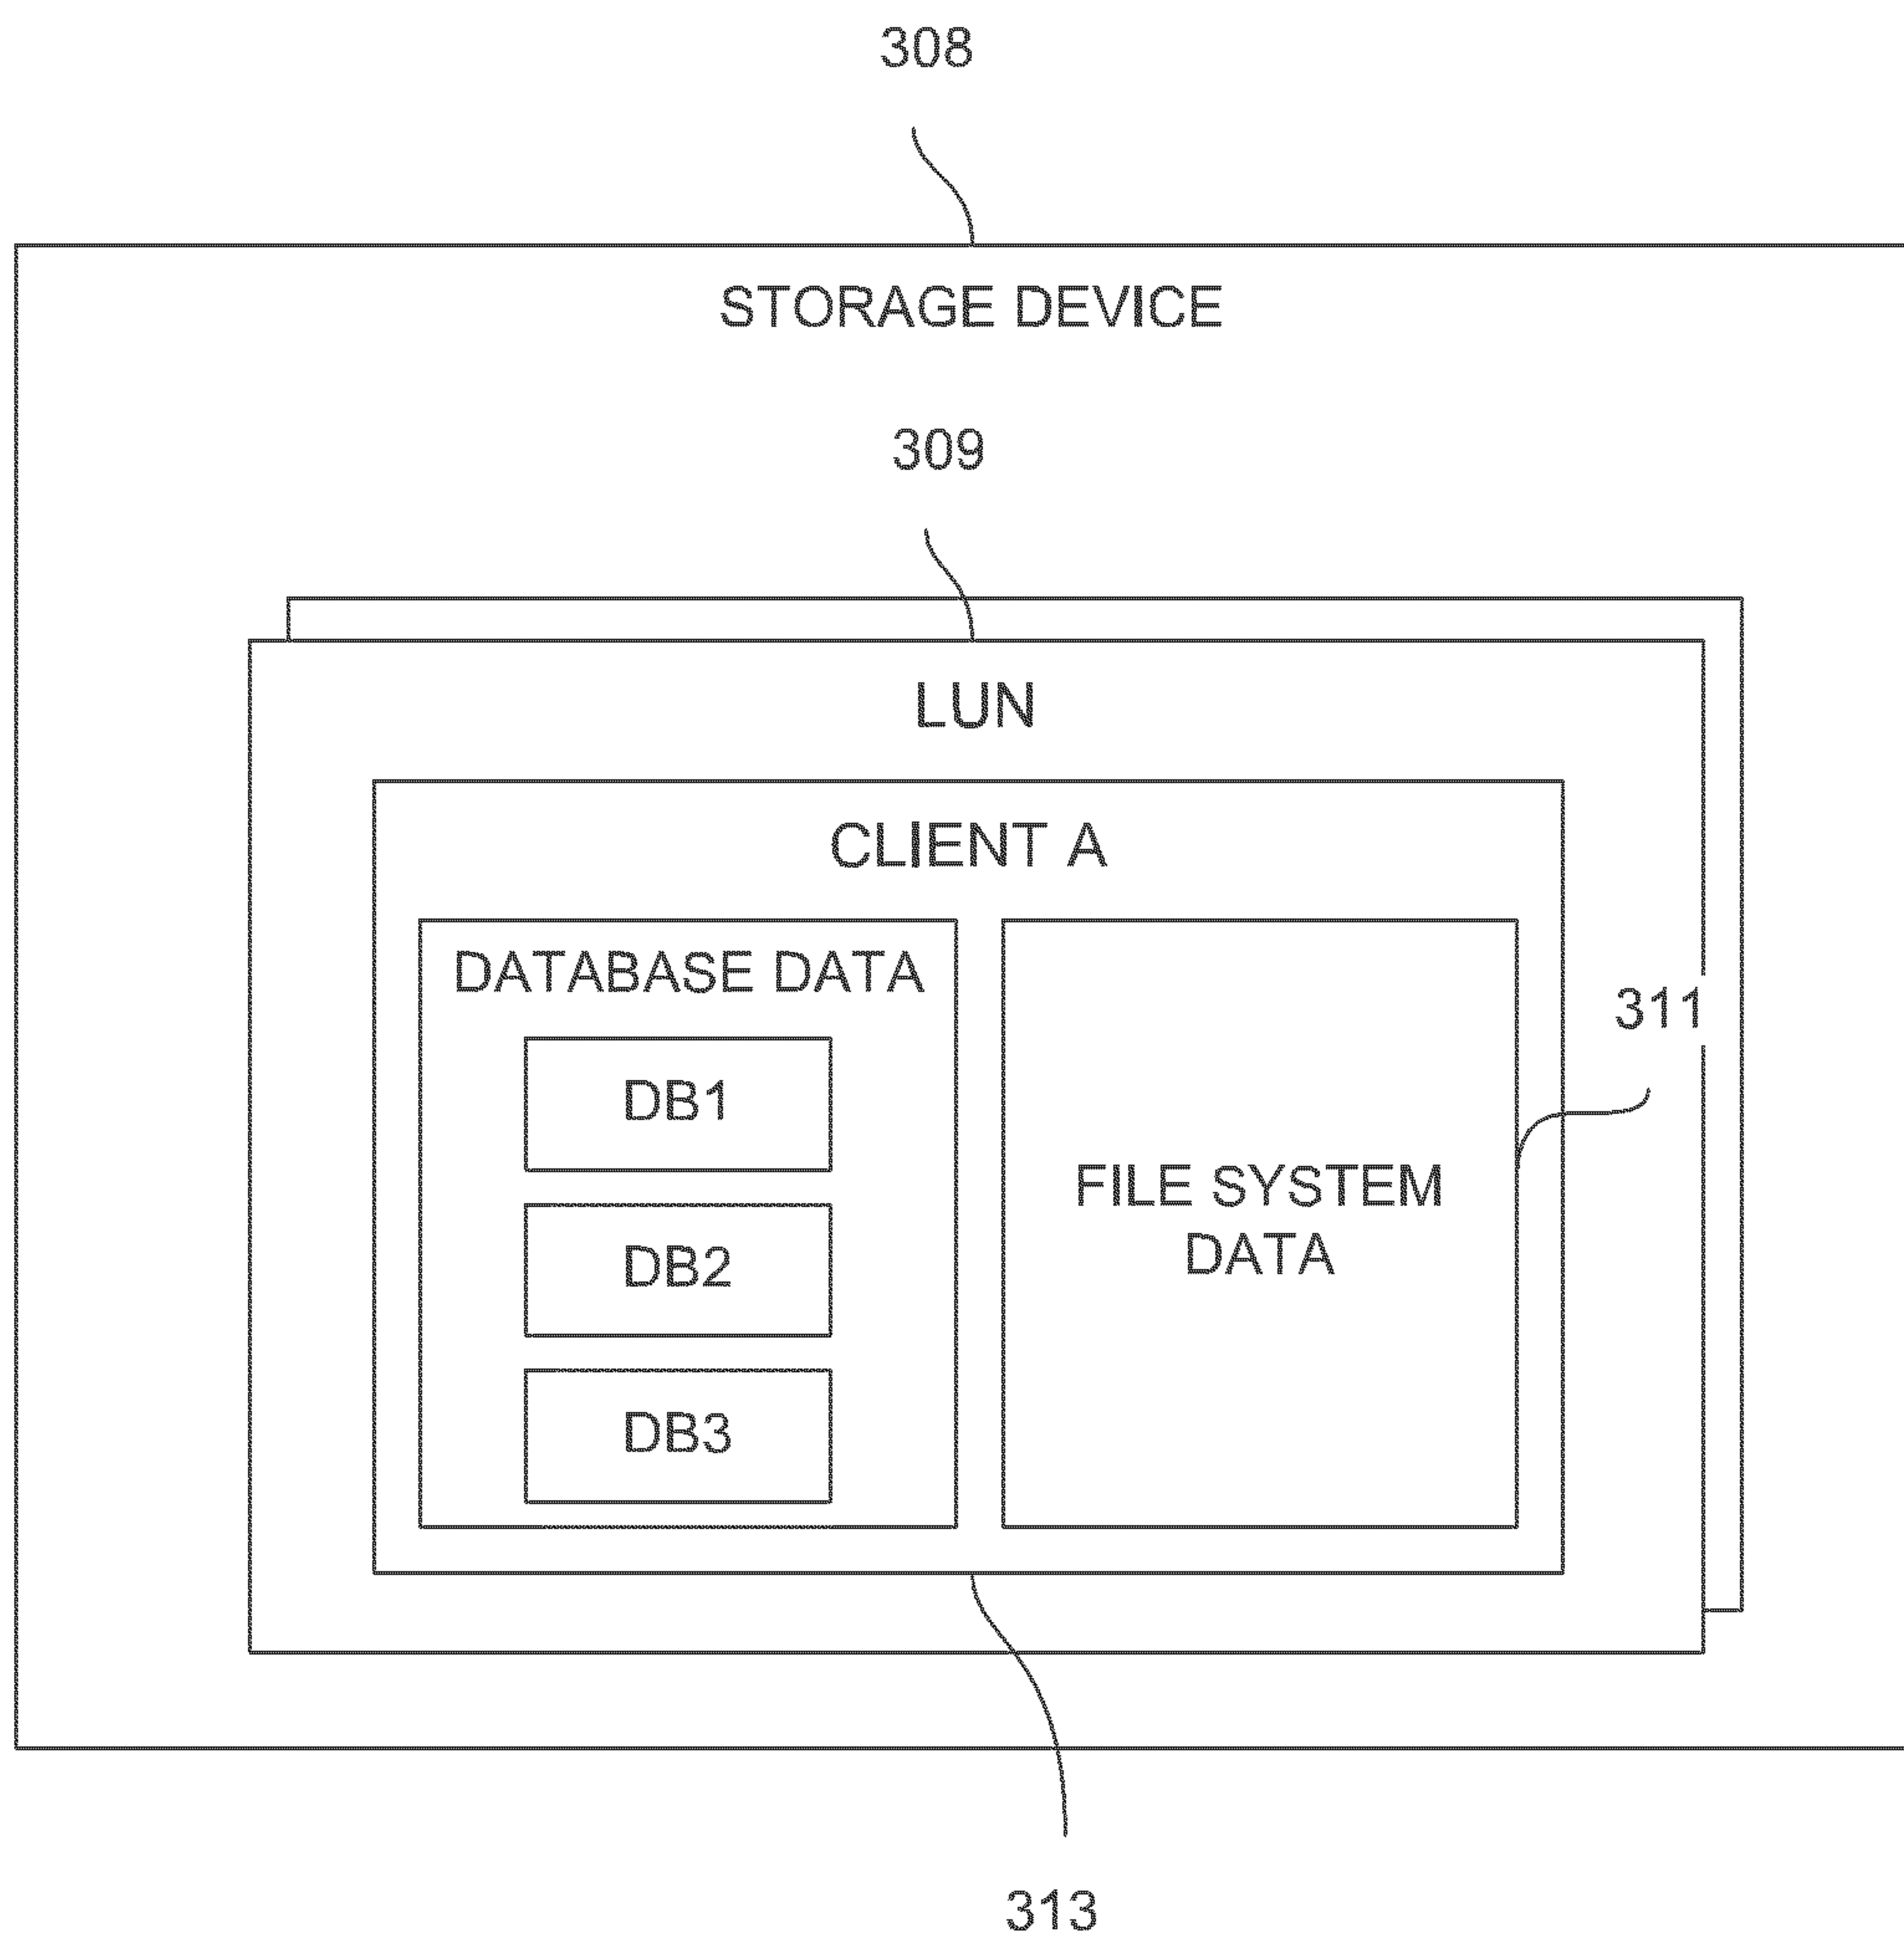 308
STORAGE DEVICE
309
LUN
CLIENT A
DATABASE DATA
311
DB1
FILE SYSTEM
DATA
DB2
DB3
313